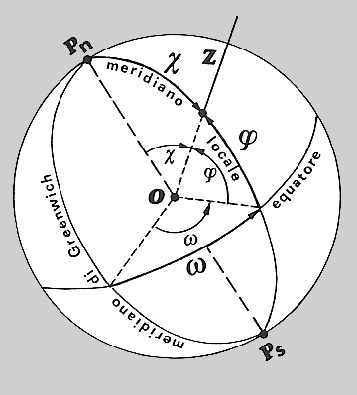 Pn
χ
Z
meridiano
locale
φ
χ
φ
O
equatore
ω
ω
meridiano
di Greenwich
Ps